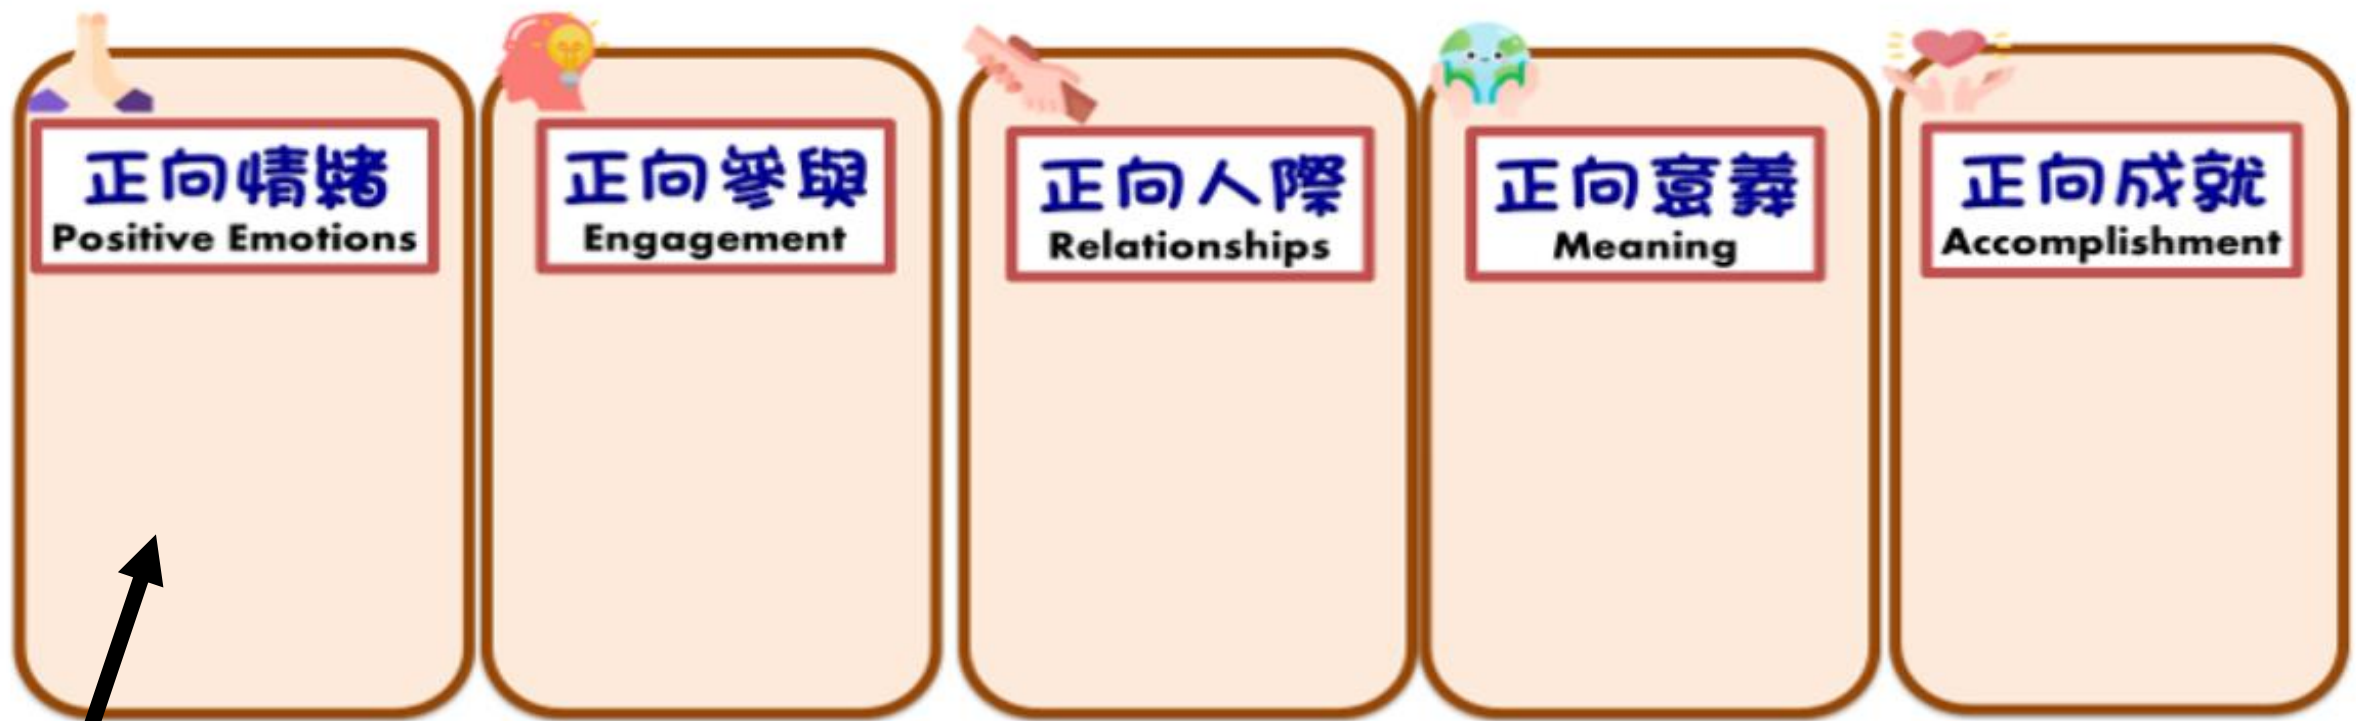 正向情緒
Positive Emotions
正向參與
Engagement
正向人際
Relationships
正向意義
Meaning
正向成就
Accomplishment